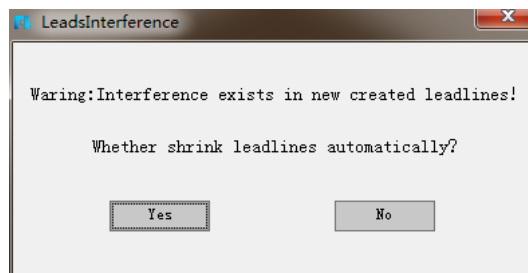 LeadsInterference
Waring:Interference exists in new created leadlines!
Whether shrink leadlines automatically?
Yes
No